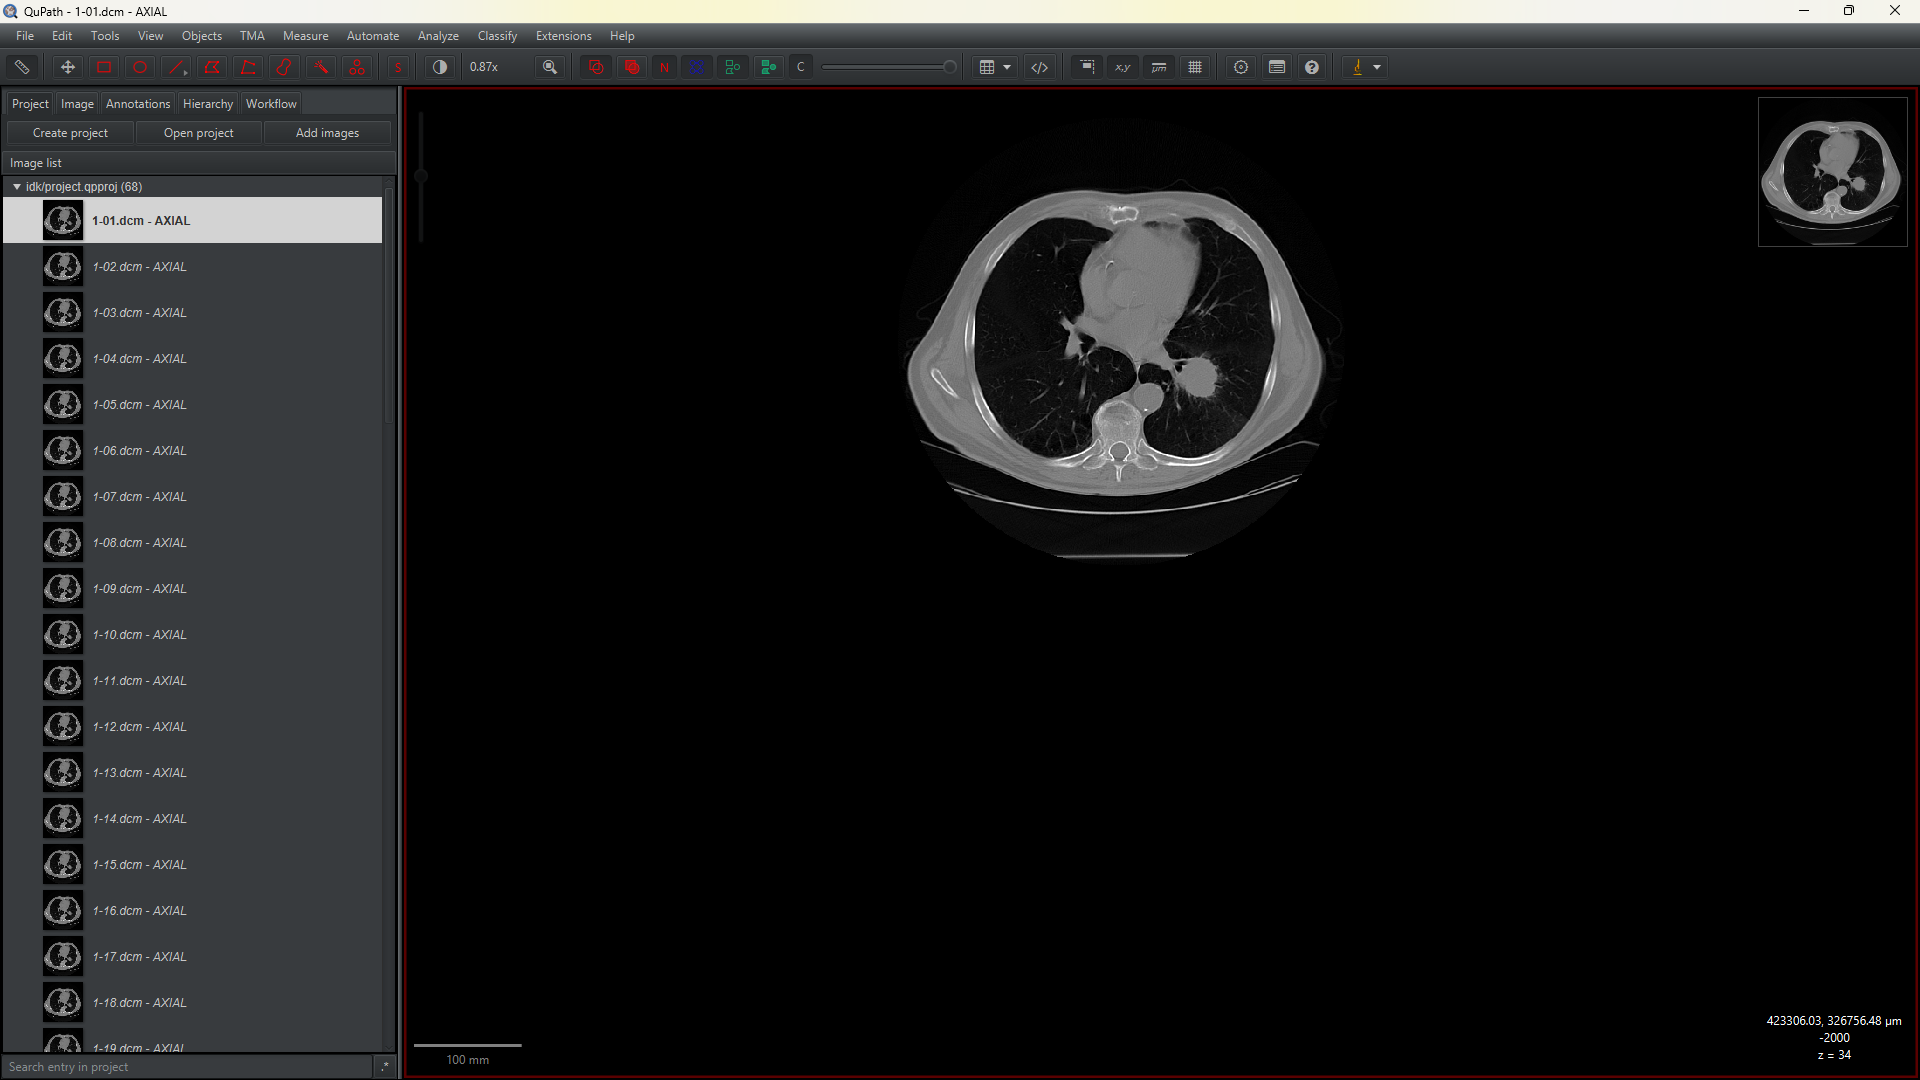 QuPath - 1-01.dcm - AXIAL
File Edit Tools View Objects TMA Measure Automate Analyze Classify Extensions Help
S 0.87x N C x,y μm
Project Image Annotations Hierarchy Workflow
Create project Open project Add images
Image list
idk/project.qpproj (68)
1-01.dcm - AXIAL
1-02.dcm - AXIAL
1-03.dcm - AXIAL
1-04.dcm - AXIAL
1-05.dcm - AXIAL
1-06.dcm - AXIAL
1-07.dcm - AXIAL
1-08.dcm - AXIAL
1-09.dcm - AXIAL
1-10.dcm - AXIAL
1-11.dcm - AXIAL
1-12.dcm - AXIAL
1-13.dcm - AXIAL
1-14.dcm - AXIAL
1-15.dcm - AXIAL
1-16.dcm - AXIAL
1-17.dcm - AXIAL
1-18.dcm - AXIAL
1-19.dcm - AXIAL
Search entry in project .*
100 mm
423306.03, 326756.48 μm
-2000
z = 34